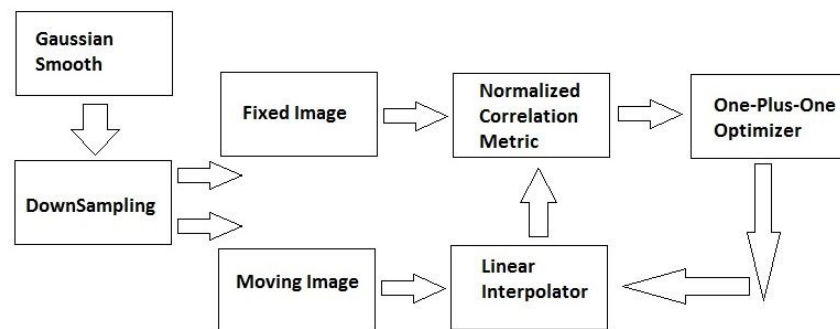 Gaussian
Smooth
DownSampling
Fixed Image
Moving Image
Normalized
Correlation
Metric
Linear
Interpolator
One-Plus-One
Optimizer